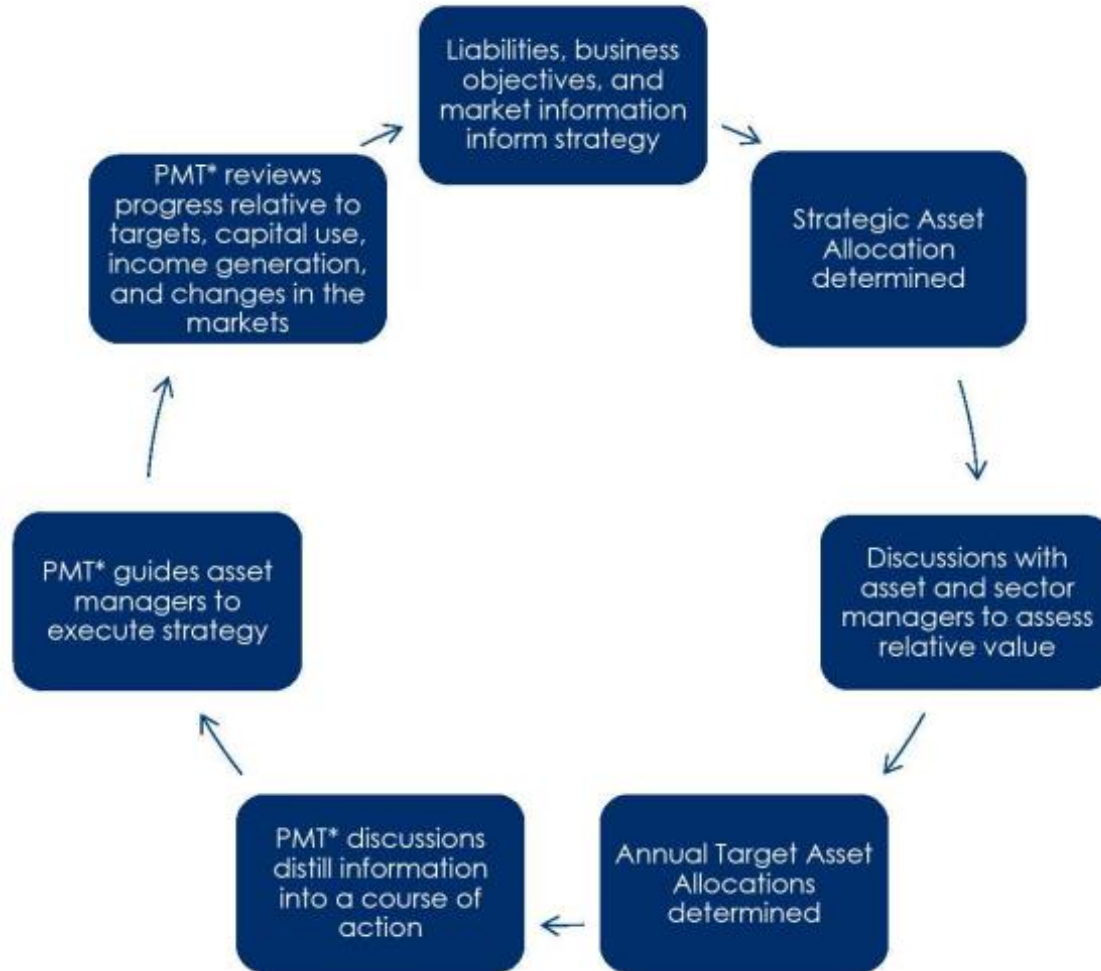 Liabilities, business
objectives, and
market information
inform strategy
Strategic Asset
Allocation
determined
Discussions with
asset and sector
managers to assess
relative value
Annual Target Asset
Allocations
determined
PMT* discussions
distill information
into a course of
action
PMT* guides asset
managers to
execute strategy
PMT* reviews
progress relative to
targets, capital use,
income generation,
and changes in the
markets